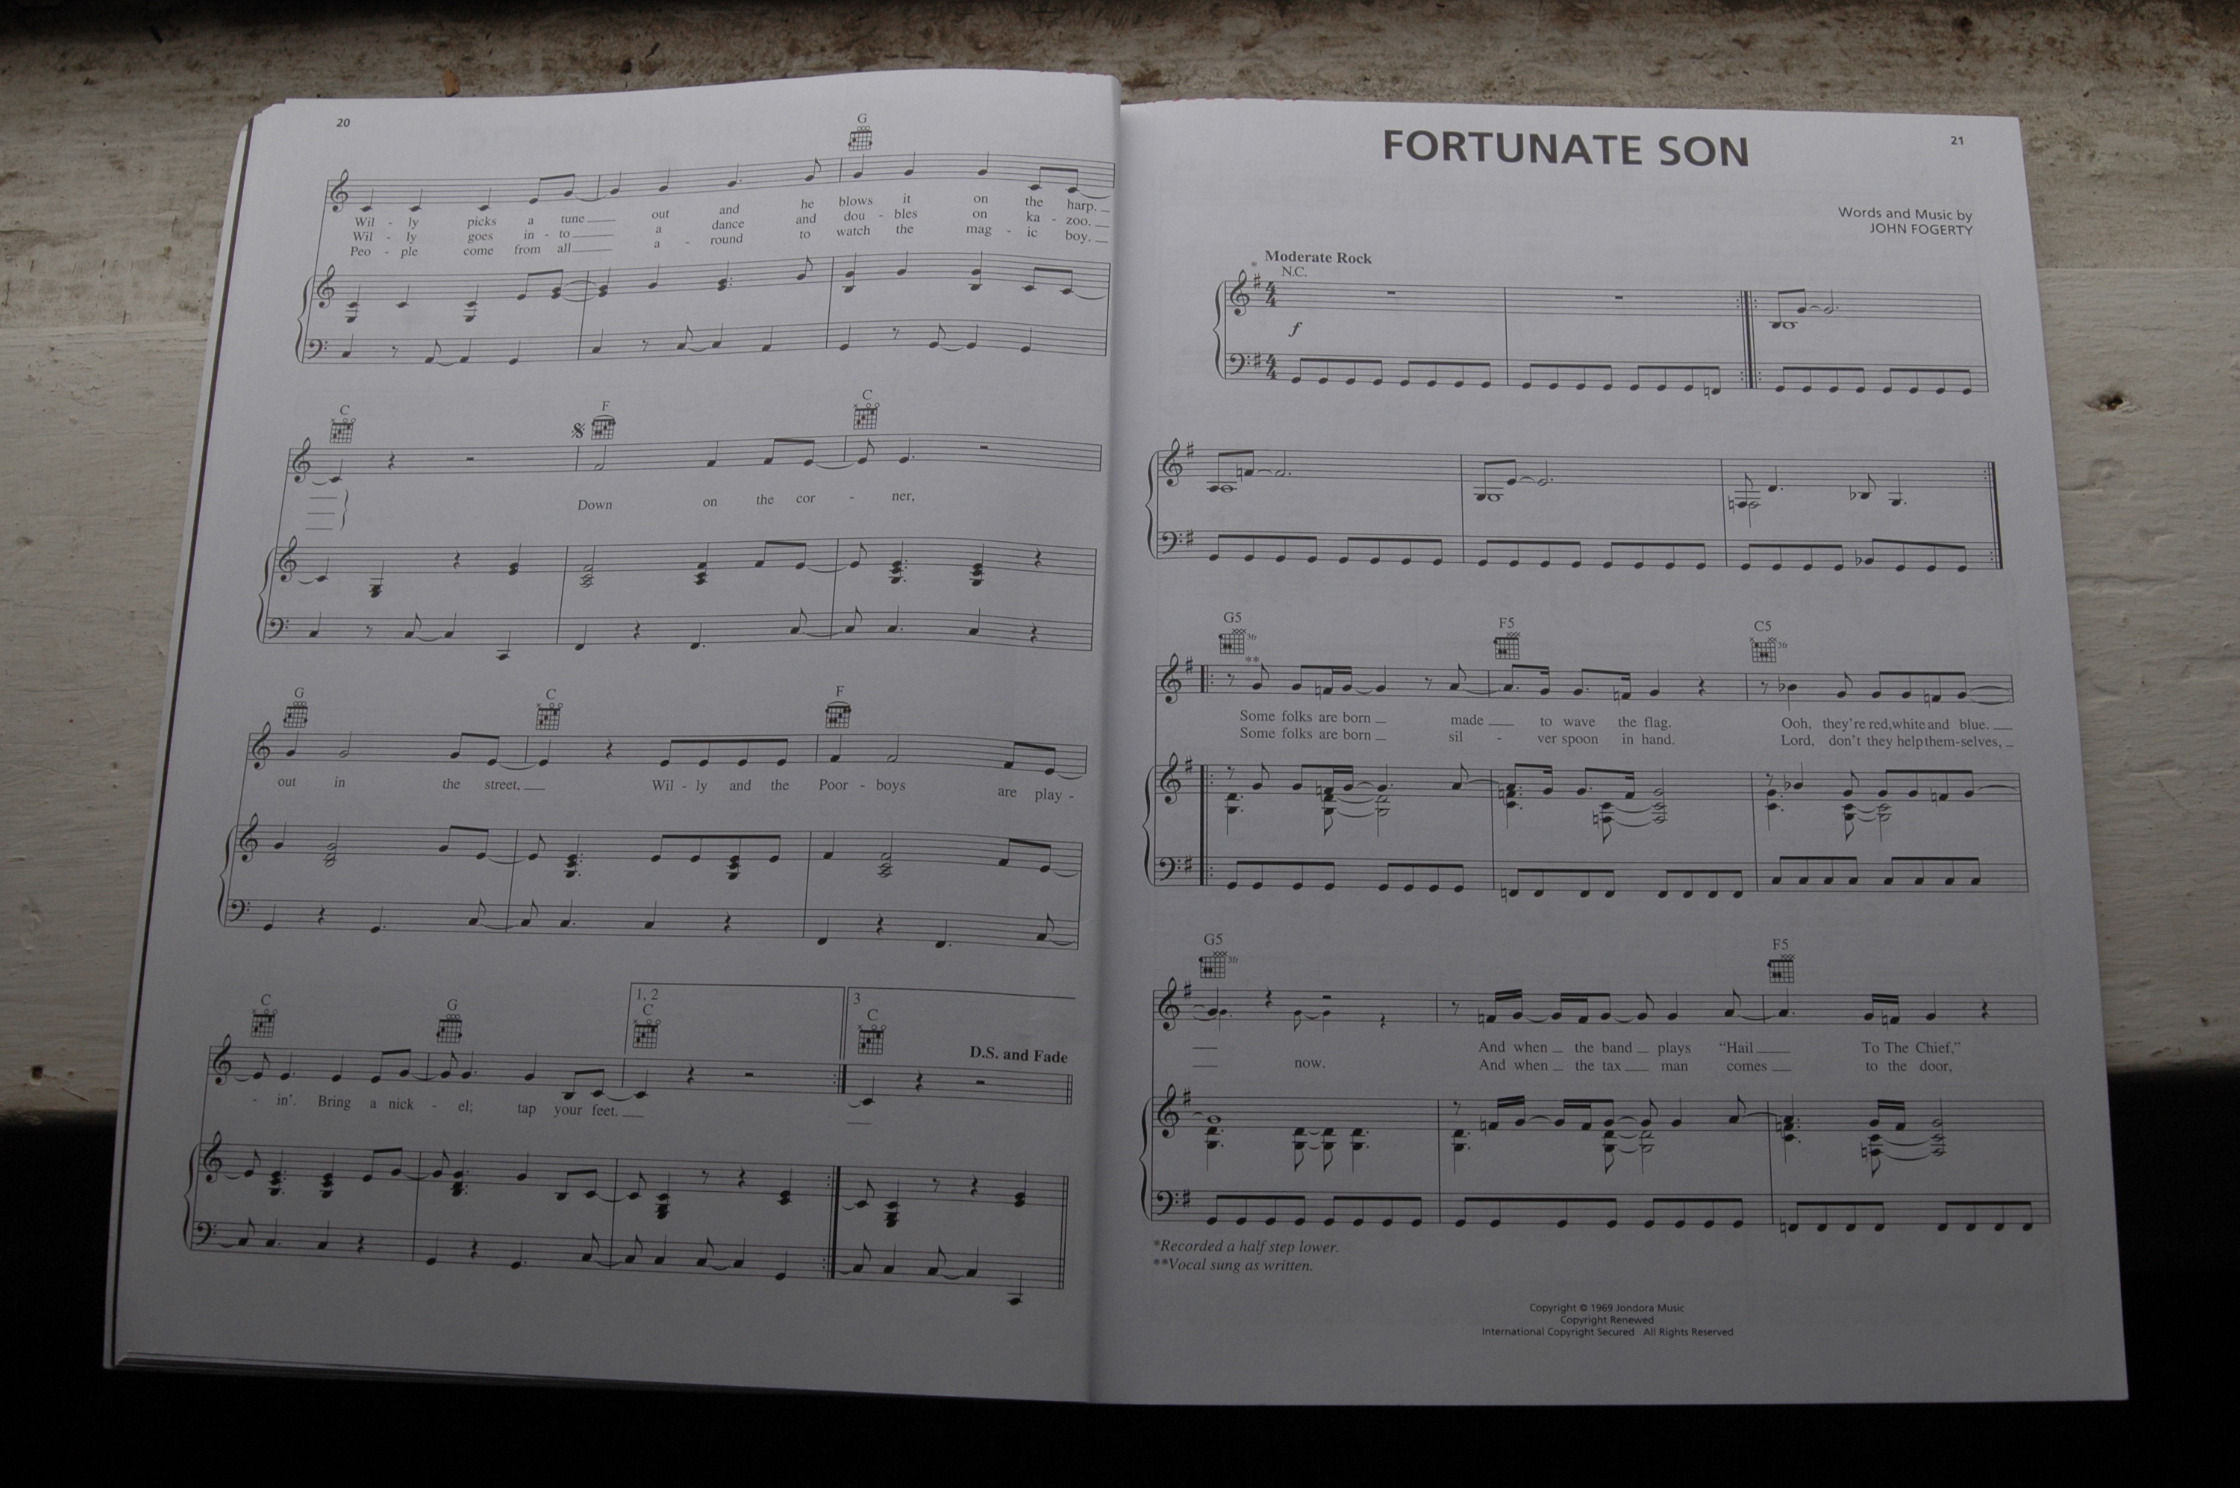 20
G
Wil - ly picks a tune out and he blows it on the harp.
Wil - ly goes in - to a dance and dou - bles on ka - zoo.
Peo - ple come from all a - round to watch the mag - ic boy.
C F C
Down on the cor - ner,
G C F
out in the street, Wil - ly and the Poor - boys are play -
1, 2 3
C G C C
D.S. and Fade
- in'. Bring a nick - el; tap your feet.
21
FORTUNATE SON
Words and Music by
JOHN FOGERTY
Moderate Rock
* N.C.
f
G5 3fr F5 C5 3fr
**
Some folks are born made to wave the flag. Ooh, they're red, white and blue.
Some folks are born sil - ver spoon in hand. Lord, don't they help them-selves,
G5 3fr F5
And when the band plays “Hail To The Chief,”
now. And when the tax man comes to the door,
*Recorded a half step lower.
**Vocal sung as written.
Copyright © 1969 Jondora Music
Copyright Renewed
International Copyright Secured All Rights Reserved